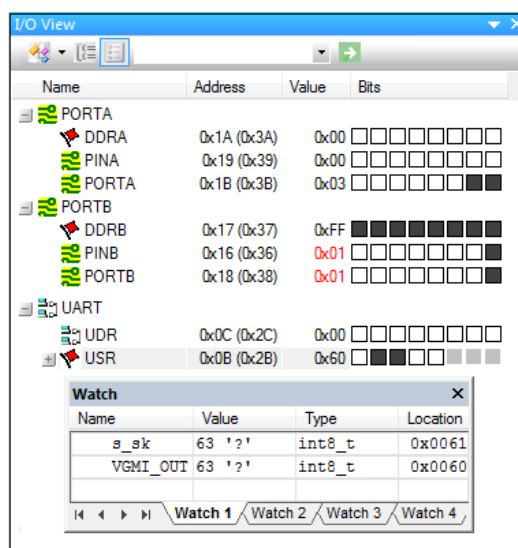 I/O View
Name Address Value Bits
PORTA
DDRA 0x1A (0x3A) 0x00
PINA 0x19 (0x39) 0x00
PORTA 0x1B (0x3B) 0x03
PORTB
DDRB 0x17 (0x37) 0xFF
PINB 0x16 (0x36) 0x01
PORTB 0x18 (0x38) 0x01
UART
UDR 0x0C (0x2C) 0x00
USR 0x0B (0x2B) 0x60
Watch
Name Value Type Location
s_sk 63 '?' int8_t 0x0061
VGMI_OUT 63 '?' int8_t 0x0060
Watch 1 Watch 2 Watch 3 Watch 4